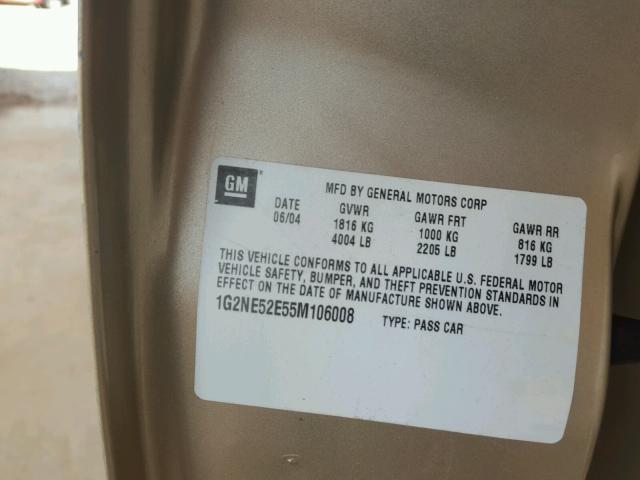 GM
MFD BY GENERAL MOTORS CORP
DATE GVWR GAWR FRT GAWR RR
06/04 1816 KG 1000 KG 816 KG
4004 LB 2205 LB 1799 LB
THIS VEHICLE CONFORMS TO ALL APPLICABLE U.S. FEDERAL MOTOR
VEHICLE SAFETY, BUMPER, AND THEFT PREVENTION STANDARDS IN
EFFECT ON THE DATE OF MANUFACTURE SHOWN ABOVE.
1G2NE52E55M106008 TYPE: PASS CAR